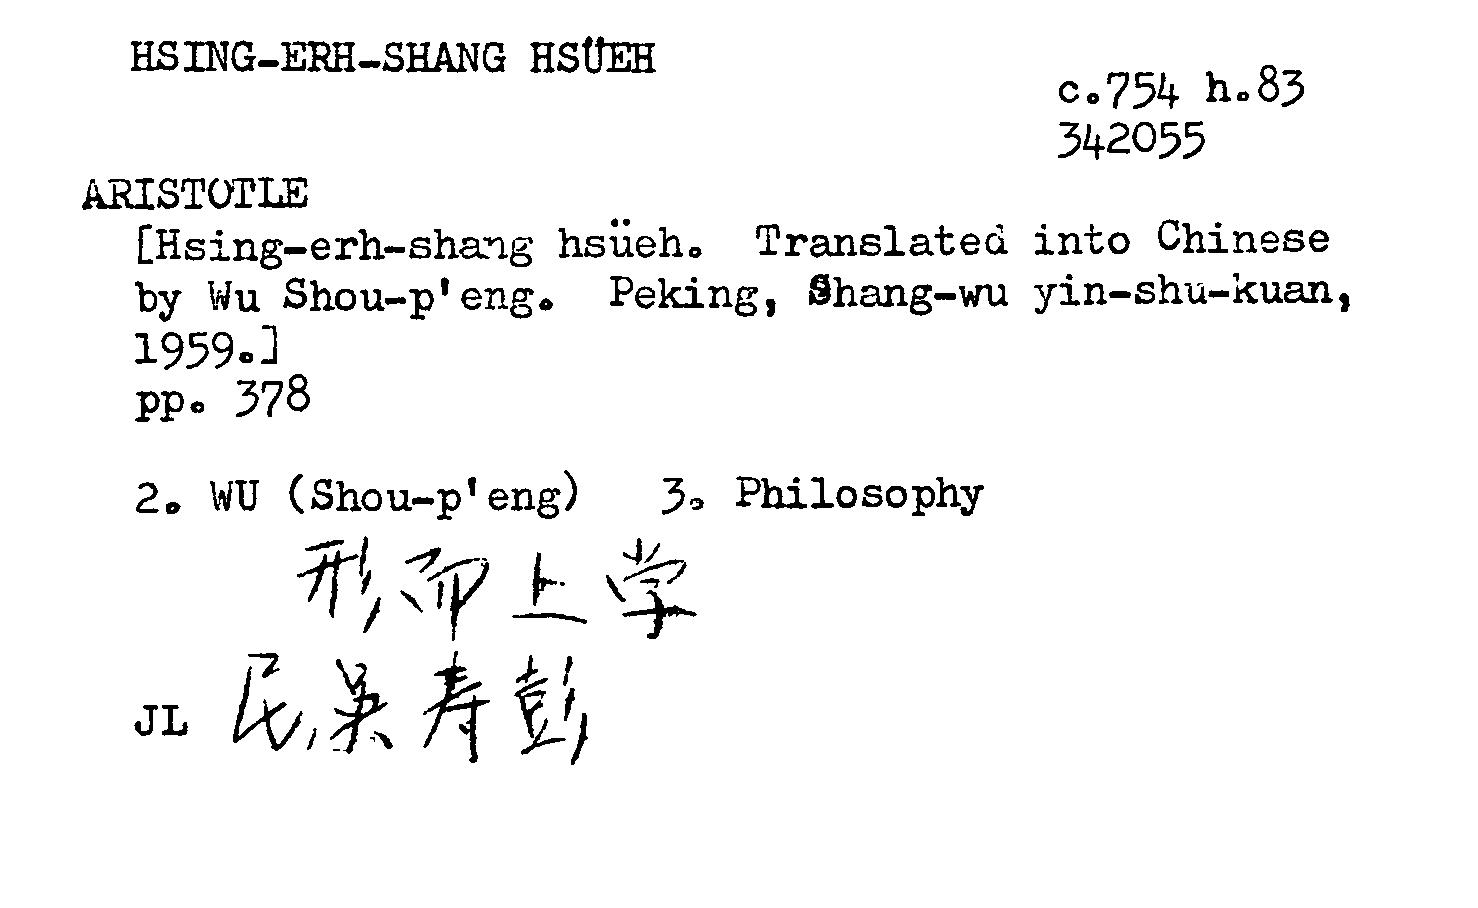 HSING-ERH-SHANG HSÜEH
c.754 h.83
342055
ARISTOTLE
[Hsing-erh-shang hsüeh. Translated into Chinese
by Wu Shou-p'eng. Peking, Shang-wu yin-shu-kuan,
1959.]
pp. 378
2. WU (Shou-p'eng) 3. Philosophy
形而上学
JL 民,吴寿彭